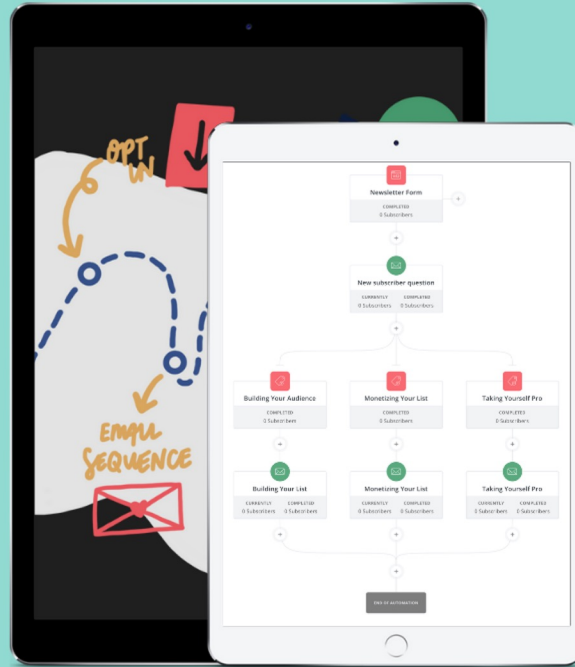 OPT
IN
EMAIL
SEQUENCE
Newsletter Form
COMPLETED
0 Subscribers
New subscriber question
CURRENTLY COMPLETED
0 Subscribers 0 Subscribers
Building Your Audience
COMPLETED
0 Subscribers
Monetizing Your List
COMPLETED
0 Subscribers
Taking Yourself Pro
COMPLETED
0 Subscribers
Building Your List
CURRENTLY COMPLETED
0 Subscribers 0 Subscribers
Monetizing Your List
CURRENTLY COMPLETED
0 Subscribers 0 Subscribers
Taking Yourself Pro
CURRENTLY COMPLETED
0 Subscribers 0 Subscribers
END OF AUTOMATION